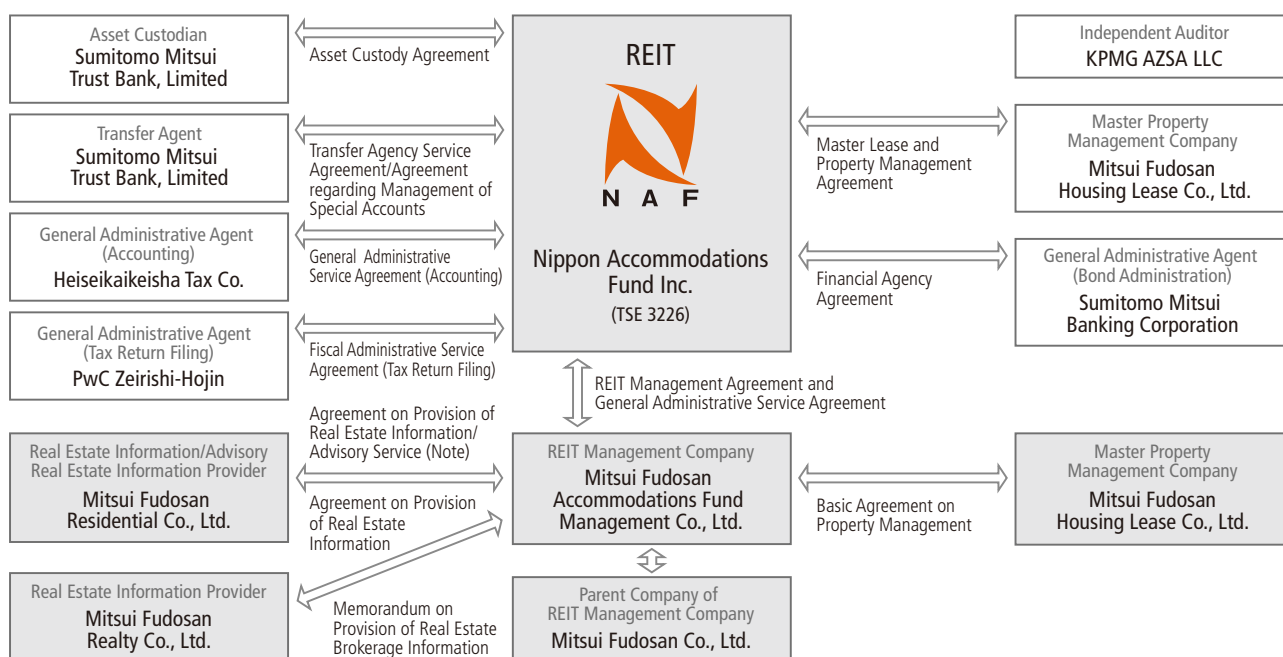 Asset Custodian
Sumitomo Mitsui
Trust Bank, Limited
Asset Custody Agreement
Transfer Agent
Sumitomo Mitsui
Trust Bank, Limited
Transfer Agency Service
Agreement/Agreement
regarding Management of
Special Accounts
General Administrative Agent
(Accounting)
Heiseikaikeisha Tax Co.
General Administrative
Service Agreement (Accounting)
General Administrative Agent
(Tax Return Filing)
PwC Zeirishi-Hojin
Fiscal Administrative Service
Agreement (Tax Return Filing)
REIT
N A F
Nippon Accommodations
Fund Inc.
(TSE 3226)
Independent Auditor
KPMG AZSA LLC
Master Lease and
Property Management
Agreement
Master Property
Management Company
Mitsui Fudosan
Housing Lease Co., Ltd.
Financial Agency
Agreement
General Administrative Agent
(Bond Administration)
Sumitomo Mitsui
Banking Corporation
REIT Management Agreement and
General Administrative Service Agreement
Real Estate Information/Advisory
Real Estate Information Provider
Mitsui Fudosan
Residential Co., Ltd.
Agreement on Provision of
Real Estate Information/
Advisory Service (Note)
Agreement on Provision
of Real Estate
Information
REIT Management Company
Mitsui Fudosan
Accommodations Fund
Management Co., Ltd.
Basic Agreement on
Property Management
Master Property
Management Company
Mitsui Fudosan
Housing Lease Co., Ltd.
Real Estate Information Provider
Mitsui Fudosan
Realty Co., Ltd.
Memorandum on
Provision of Real Estate
Brokerage Information
Parent Company of
REIT Management Company
Mitsui Fudosan Co., Ltd.